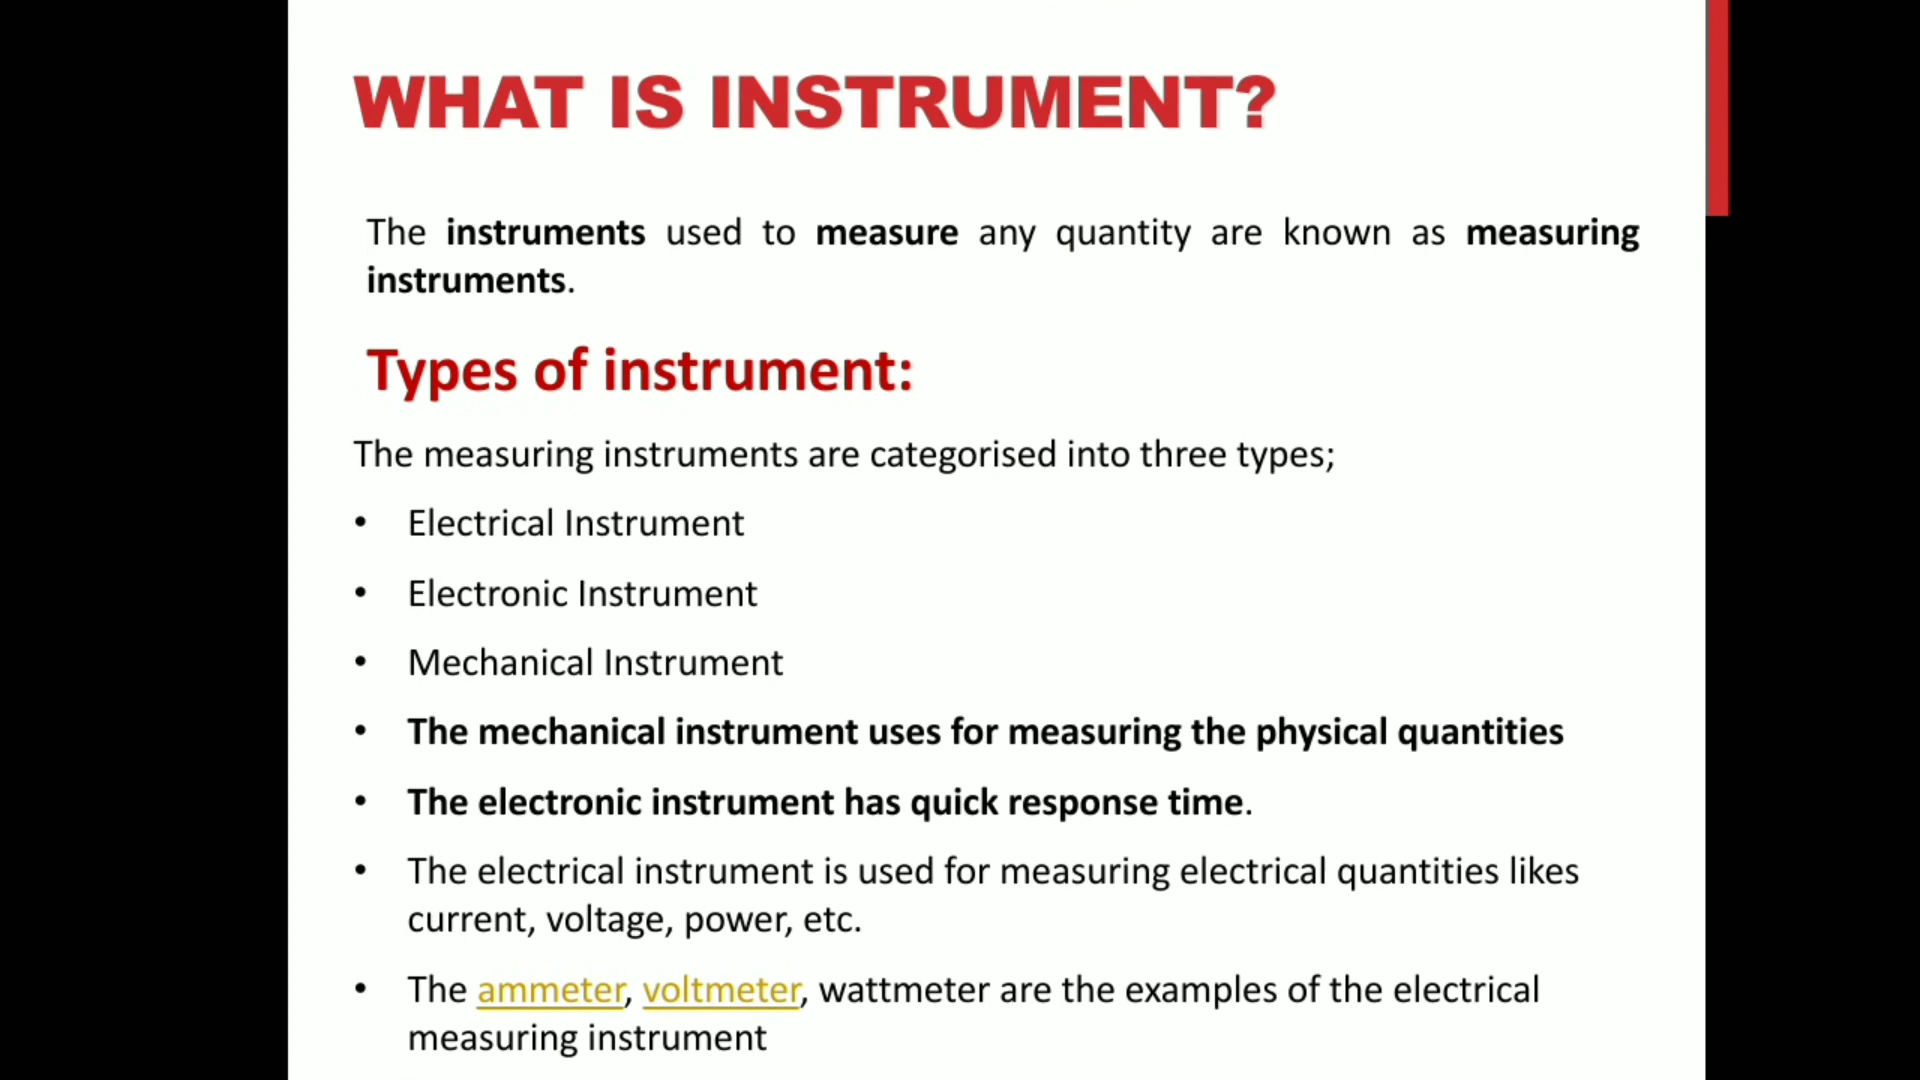 WHAT IS INSTRUMENT?
The instruments used to measure any quantity are known as measuring
instruments.
Types of instrument:
The measuring instruments are categorised into three types;
• Electrical Instrument
• Electronic Instrument
• Mechanical Instrument
• The mechanical instrument uses for measuring the physical quantities
• The electronic instrument has quick response time.
• The electrical instrument is used for measuring electrical quantities likes
current, voltage, power, etc.
• The ammeter, voltmeter, wattmeter are the examples of the electrical
measuring instrument